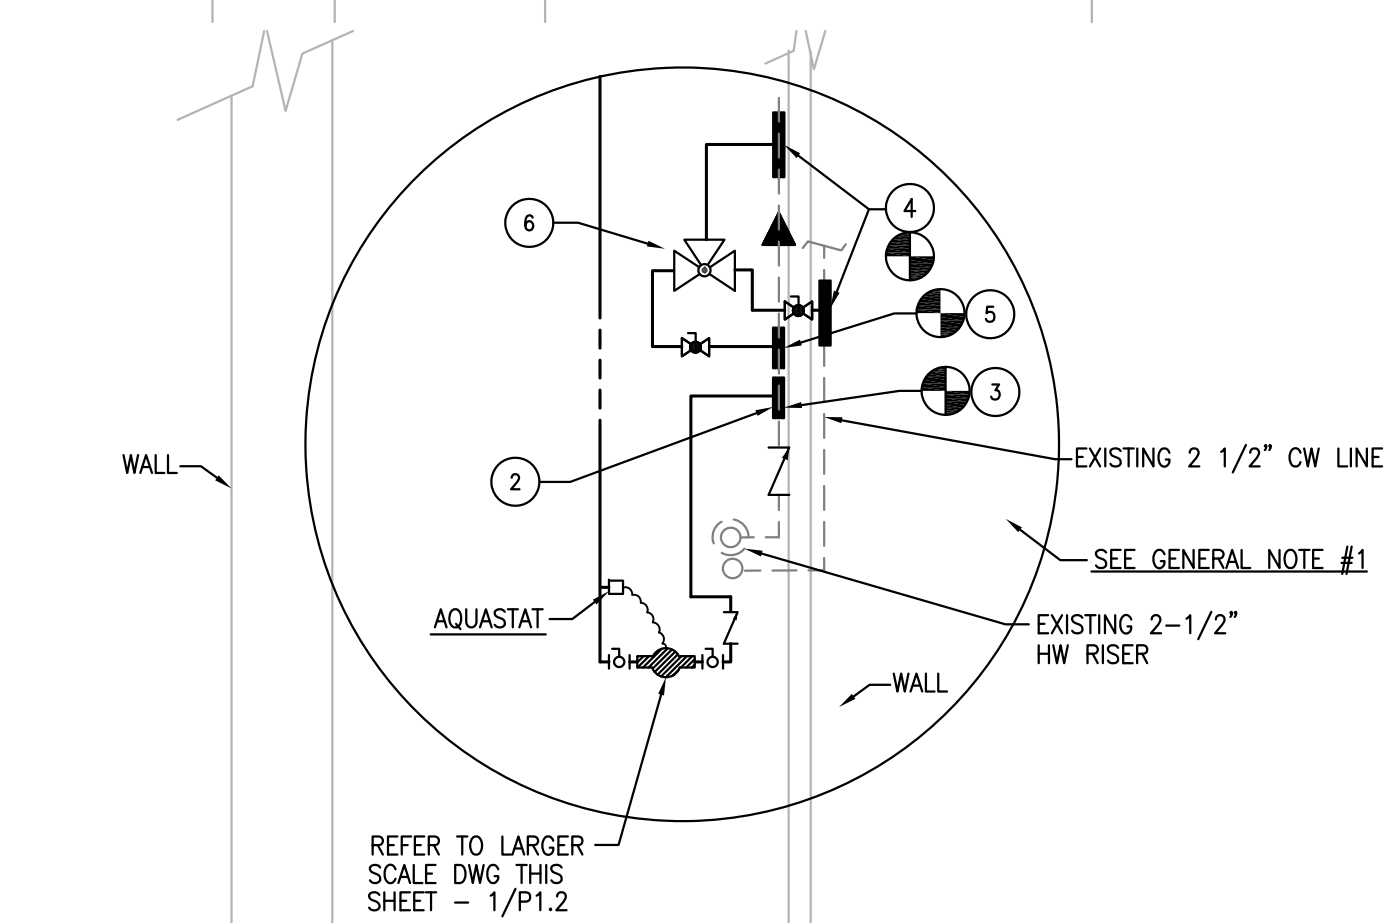 4
6
5
3
EXISTING 2 1/2” CW LINE
WALL
2
SEE GENERAL NOTE #1
AQUASTAT
EXISTING 2-1/2”
HW RISER
WALL
REFER TO LARGER
SCALE DWG THIS
SHEET - 1/P1.2